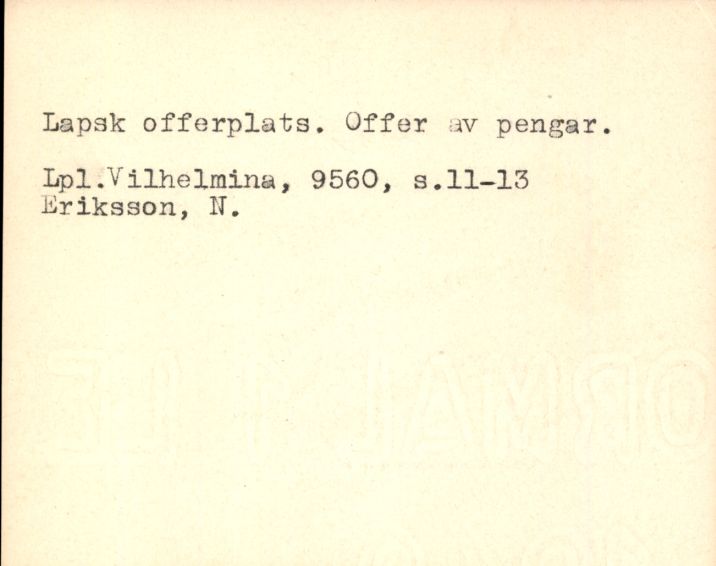 Lapsk offerplats. Offer av pengar.
Lpl.Vilhelmina, 9560, s.11-13
Eriksson, N.